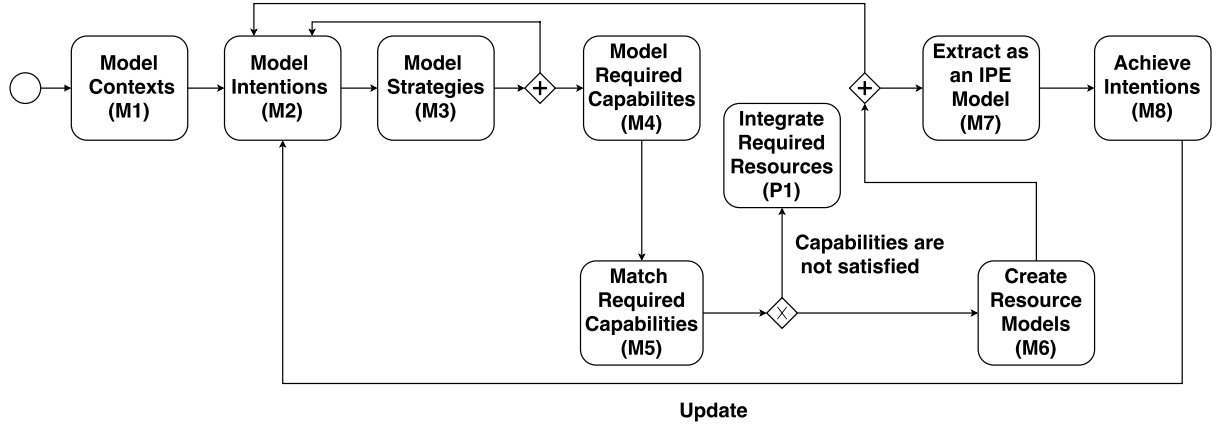 Model
Contexts
(M1)
Model
Intentions
(M2)
Model
Strategies
(M3)
Model
Required
Capabilites
(M4)
Integrate
Required
Resources
(P1)
Extract as
an IPE
Model
(M7)
Achieve
Intentions
(M8)
Capabilities are
not satisfied
Match
Required
Capabilities
(M5)
Create
Resource
Models
(M6)
Update